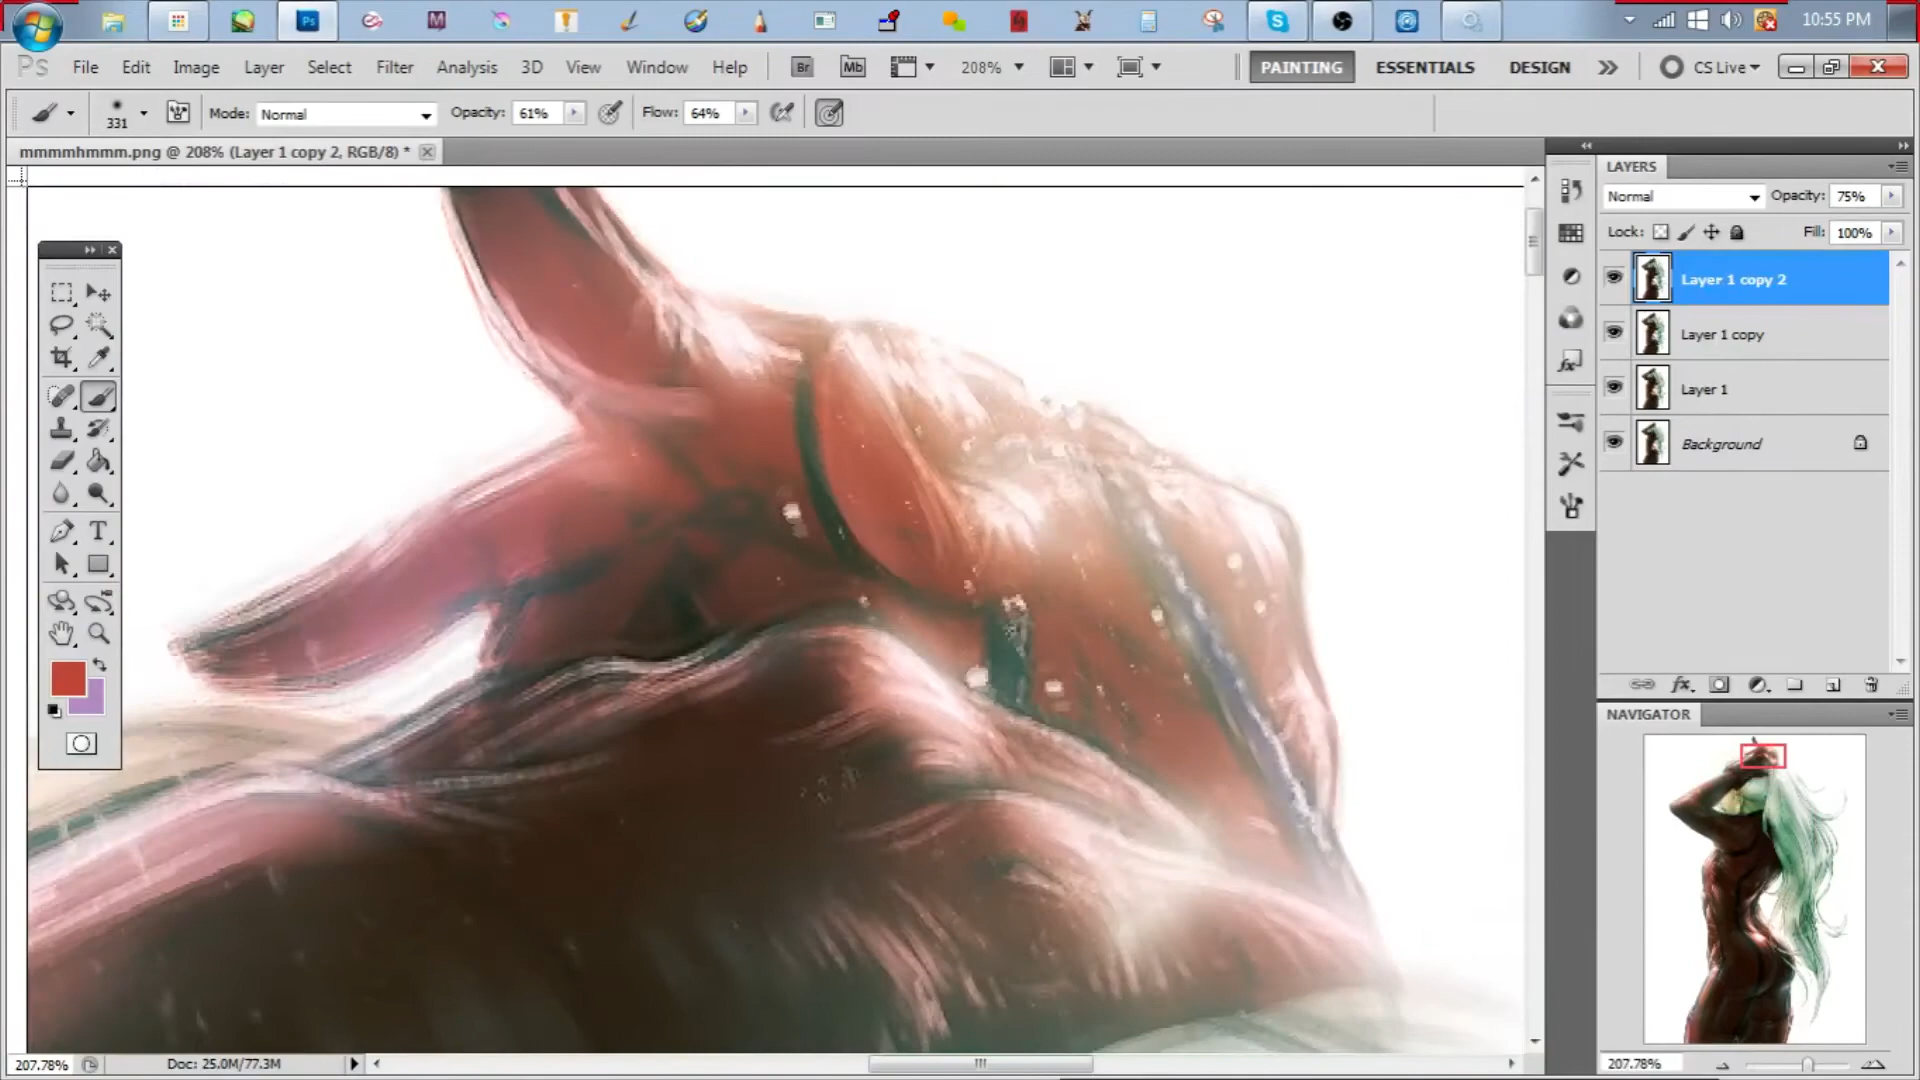 10:55 PM
Ps File Edit Image Layer Select Filter Analysis 3D View Window Help Br Mb 208% PAINTING ESSENTIALS DESIGN CS Live
331 Mode: Normal Opacity: 61% Flow: 64%
mmmmhmmm.png @ 208% (Layer 1 copy 2, RGB/8) *
LAYERS
Normal Opacity: 75%
Lock: Fill: 100%
Layer 1 copy 2
Layer 1 copy
Layer 1
Background
NAVIGATOR
207.78% Doc: 25.0M/77.3M
207.78%